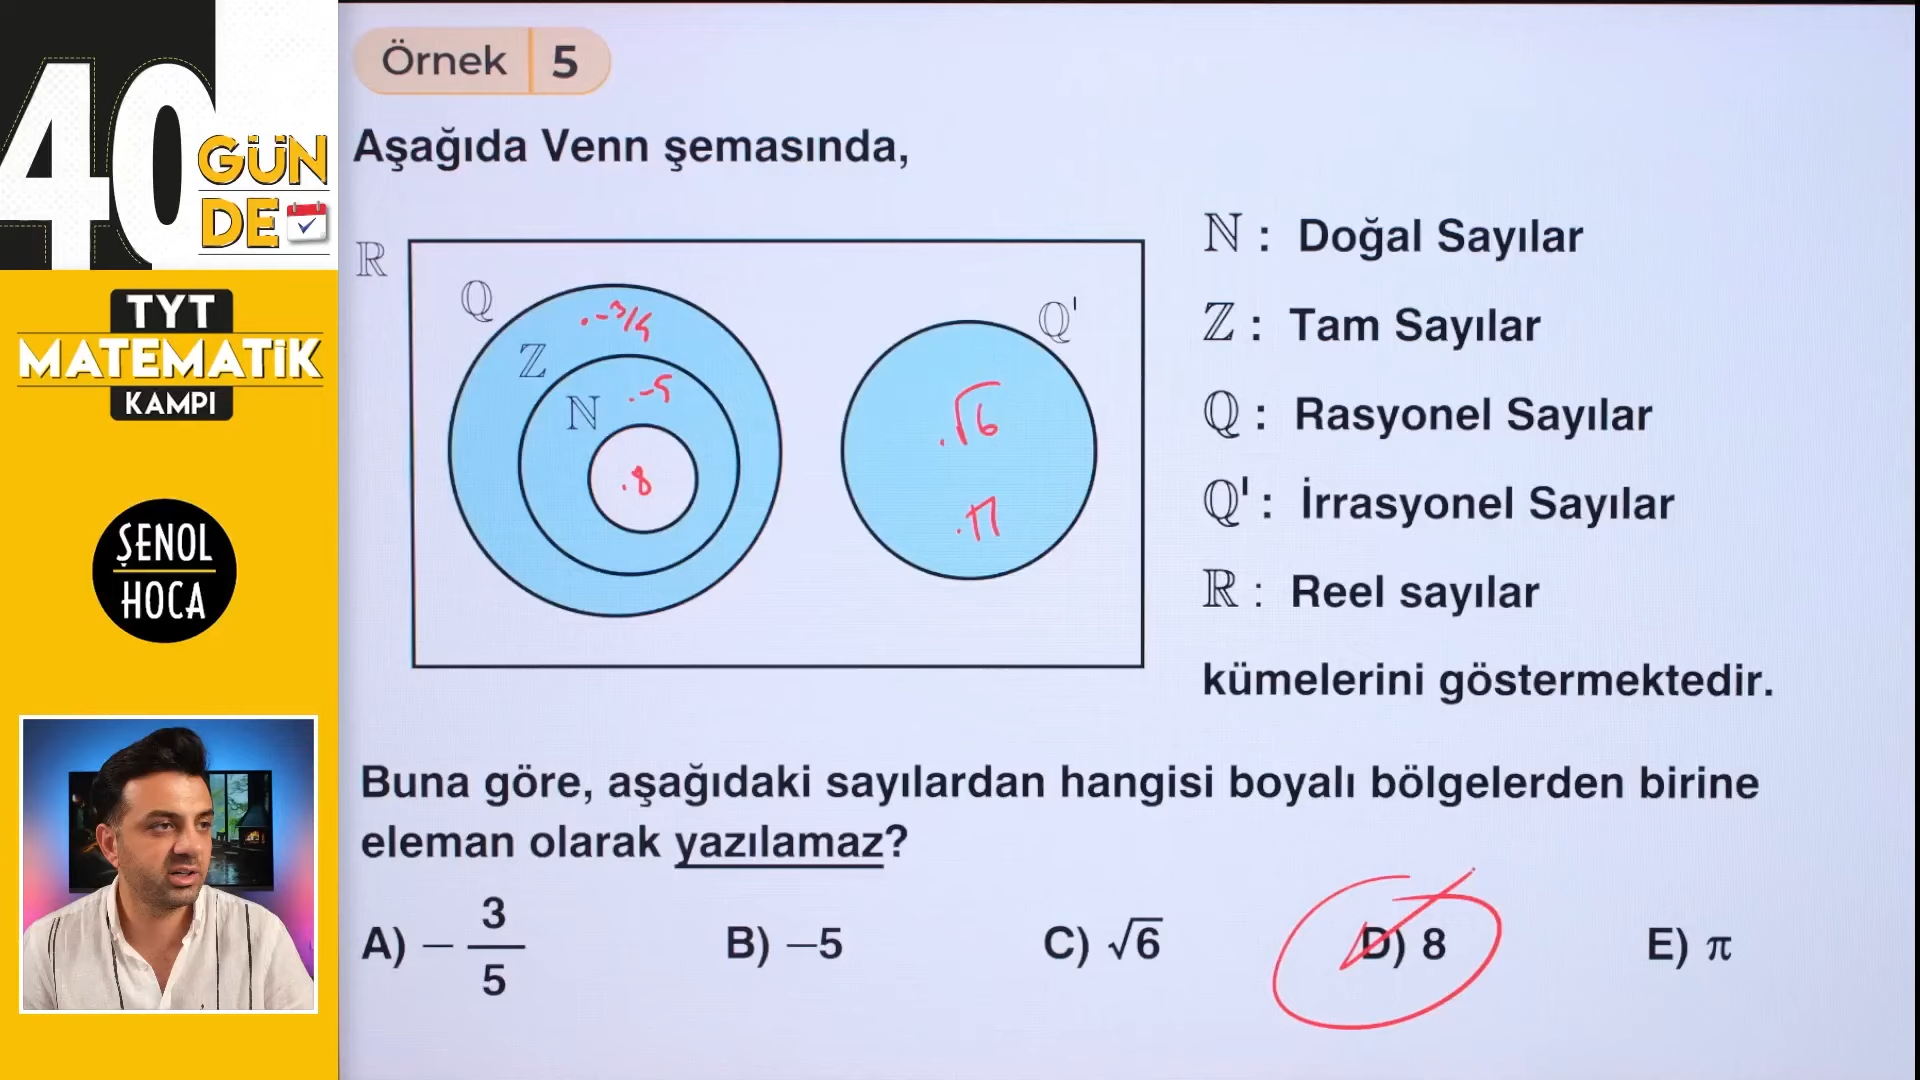 40
GÜN
DE
TYT
MATEMATİK
KAMPI
ŞENOL
HOCA
Örnek 5
Aşağıda Venn şemasında,
ℝ
ℚ
ℤ
ℕ
ℚ'
.-3/5
.-5
.8
.√6
.π
ℕ : Doğal Sayılar
ℤ : Tam Sayılar
ℚ : Rasyonel Sayılar
ℚ' : İrrasyonel Sayılar
ℝ : Reel sayılar
kümelerini göstermektedir.
Buna göre, aşağıdaki sayılardan hangisi boyalı bölgelerden birine
eleman olarak yazılamaz?
A) -3/5 B) -5 C) √6 D) 8 E) π